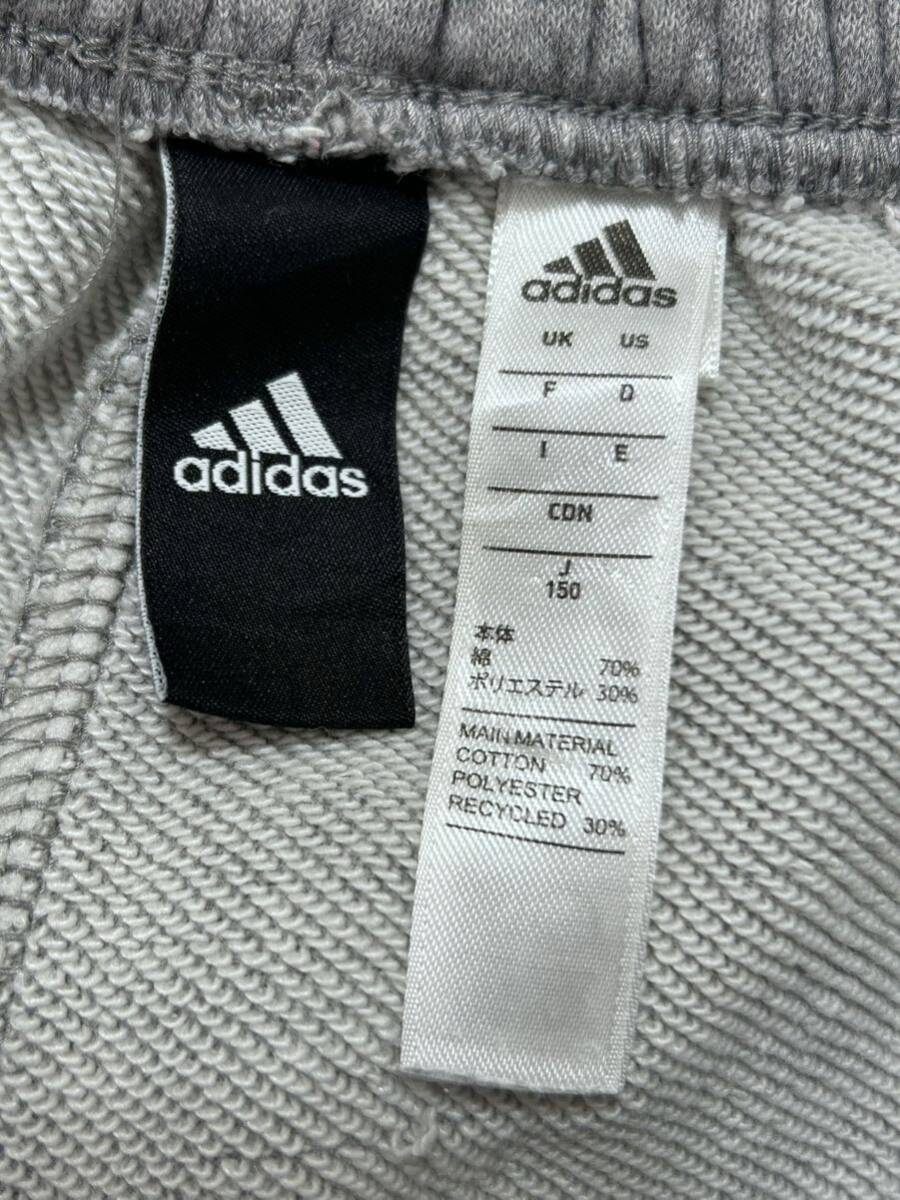 adidas
adidas
UK US
F D
I E
CDN
J
150
本体
綿 70%
ポリエステル 30%
MAIN MATERIAL
COTTON 70%
POLYESTER
RECYCLED 30%